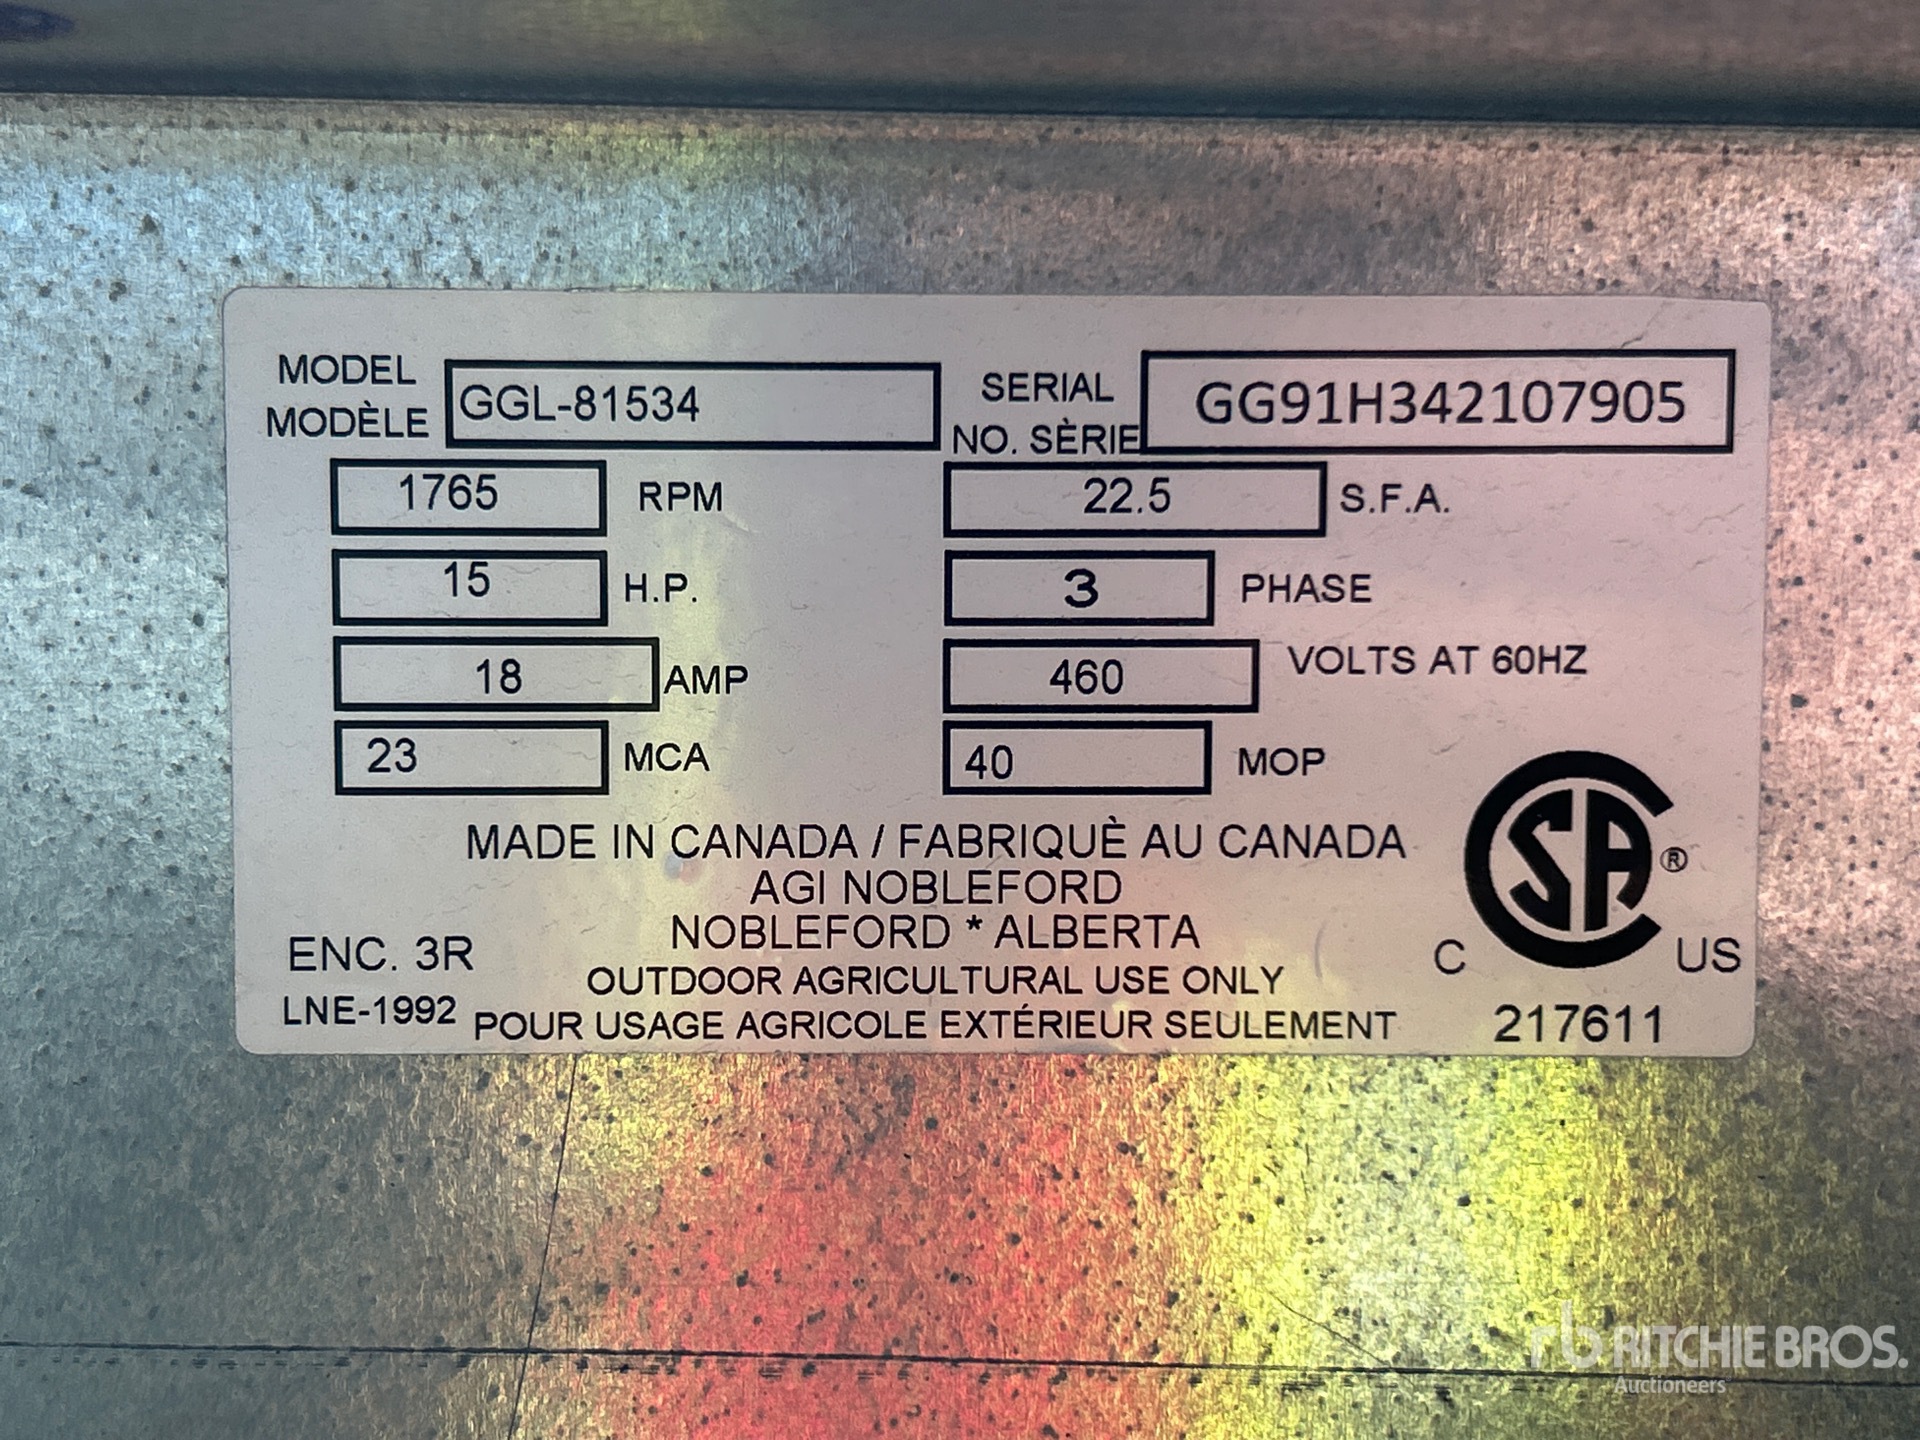 MODEL
MODÈLE
GGL-81534
SERIAL
NO. SÈRIE
GG91H342107905
1765 RPM
22.5 S.F.A.
15 H.P.
3 PHASE
18 AMP
460 VOLTS AT 60HZ
23 MCA
40 MOP
MADE IN CANADA / FABRIQUÈ AU CANADA
AGI NOBLEFORD
NOBLEFORD * ALBERTA
ENC. 3R
LNE-1992
OUTDOOR AGRICULTURAL USE ONLY
POUR USAGE AGRICOLE EXTÉRIEUR SEULEMENT
C SA ® US
217611
rb RITCHIE BROS.
Auctioneers